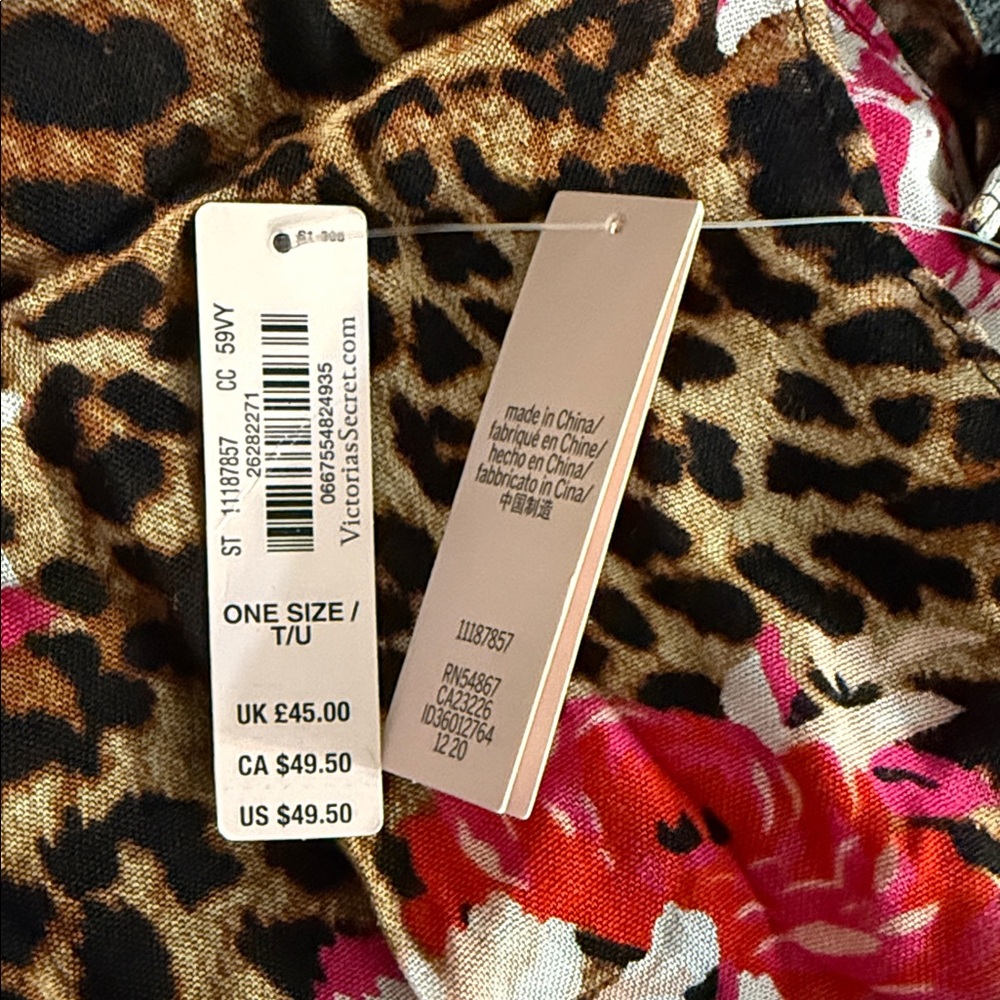 ST 11187857 CC 59VY
26282271
0667554824935
VictoriasSecret.com
ONE SIZE /
T/U
UK £45.00
CA $49.50
US $49.50
made in China/
fabriqué en Chine/
hecho en China/
fabbricato in Cina/
中国制造
11187857
RN54867
CA23226
ID36012764
12 20